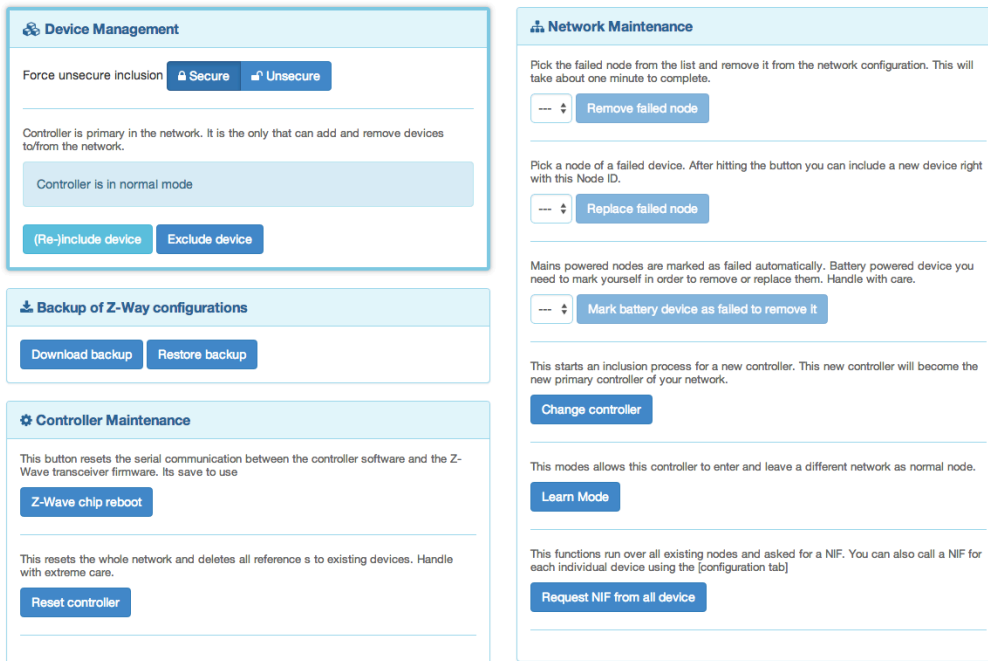 Device Management
Force unsecure inclusion Secure Unsecure
Controller is primary in the network. It is the only that can add and remove devices
to/from the network.
Controller is in normal mode
(Re-)Include device Exclude device
Backup of Z-Way configurations
Download backup Restore backup
Controller Maintenance
This button resets the serial communication between the controller software and the Z-
Wave transceiver firmware. Its save to use
Z-Wave chip reboot
This resets the whole network and deletes all reference s to existing devices. Handle
with extreme care.
Reset controller
Network Maintenance
Pick the failed node from the list and remove it from the network configuration. This will
take about one minute to complete.
--- Remove failed node
Pick a node of a failed device. After hitting the button you can include a new device right
with this Node ID.
--- Replace failed node
Mains powered nodes are marked as failed automatically. Battery powered device you
need to mark yourself in order to remove or replace them. Handle with care.
--- Mark battery device as failed to remove it
This starts an inclusion process for a new controller. This new controller will become the
new primary controller of your network.
Change controller
This modes allows this controller to enter and leave a different network as normal node.
Learn Mode
This functions run over all existing nodes and asked for a NIF. You can also call a NIF for
each individual device using the [configuration tab]
Request NIF from all device